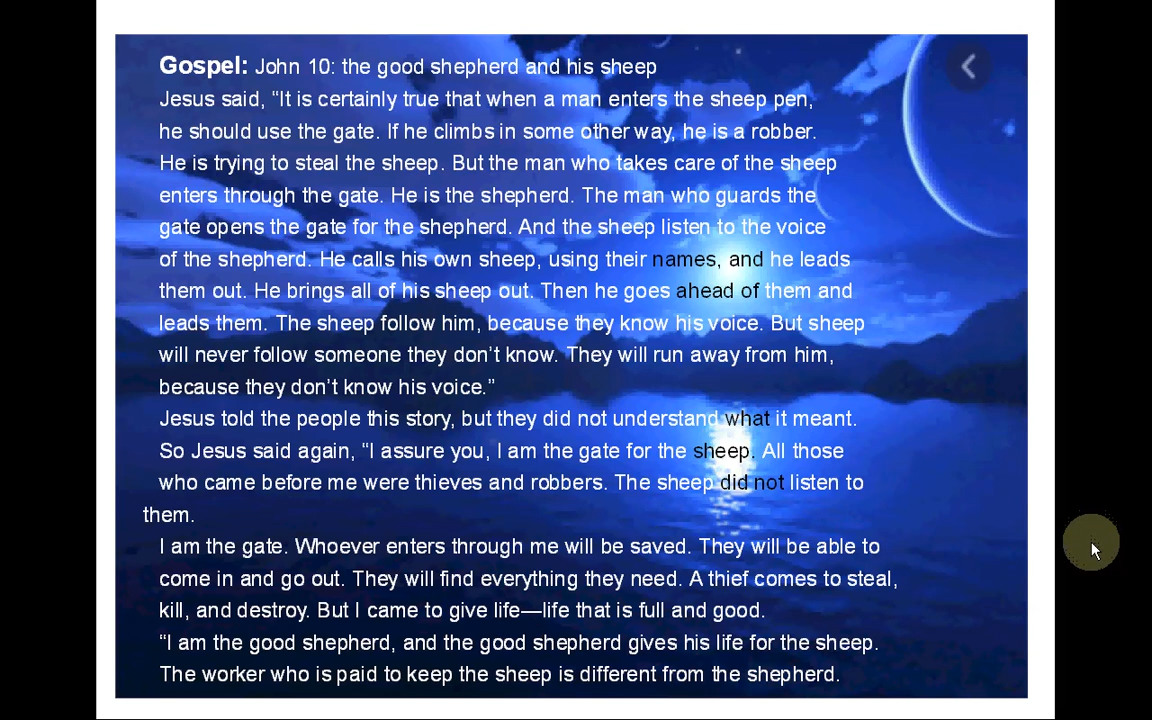 Gospel: John 10: the good shepherd and his sheep
Jesus said, “It is certainly true that when a man enters the sheep pen,
he should use the gate. If he climbs in some other way, he is a robber.
He is trying to steal the sheep. But the man who takes care of the sheep
enters through the gate. He is the shepherd. The man who guards the
gate opens the gate for the shepherd. And the sheep listen to the voice
of the shepherd. He calls his own sheep, using their names, and he leads
them out. He brings all of his sheep out. Then he goes ahead of them and
leads them. The sheep follow him, because they know his voice. But sheep
will never follow someone they don’t know. They will run away from him,
because they don’t know his voice.”
Jesus told the people this story, but they did not understand what it meant.
So Jesus said again, “I assure you, I am the gate for the sheep. All those
who came before me were thieves and robbers. The sheep did not listen to
them.
I am the gate. Whoever enters through me will be saved. They will be able to
come in and go out. They will find everything they need. A thief comes to steal,
kill, and destroy. But I came to give life—life that is full and good.
“I am the good shepherd, and the good shepherd gives his life for the sheep.
The worker who is paid to keep the sheep is different from the shepherd.